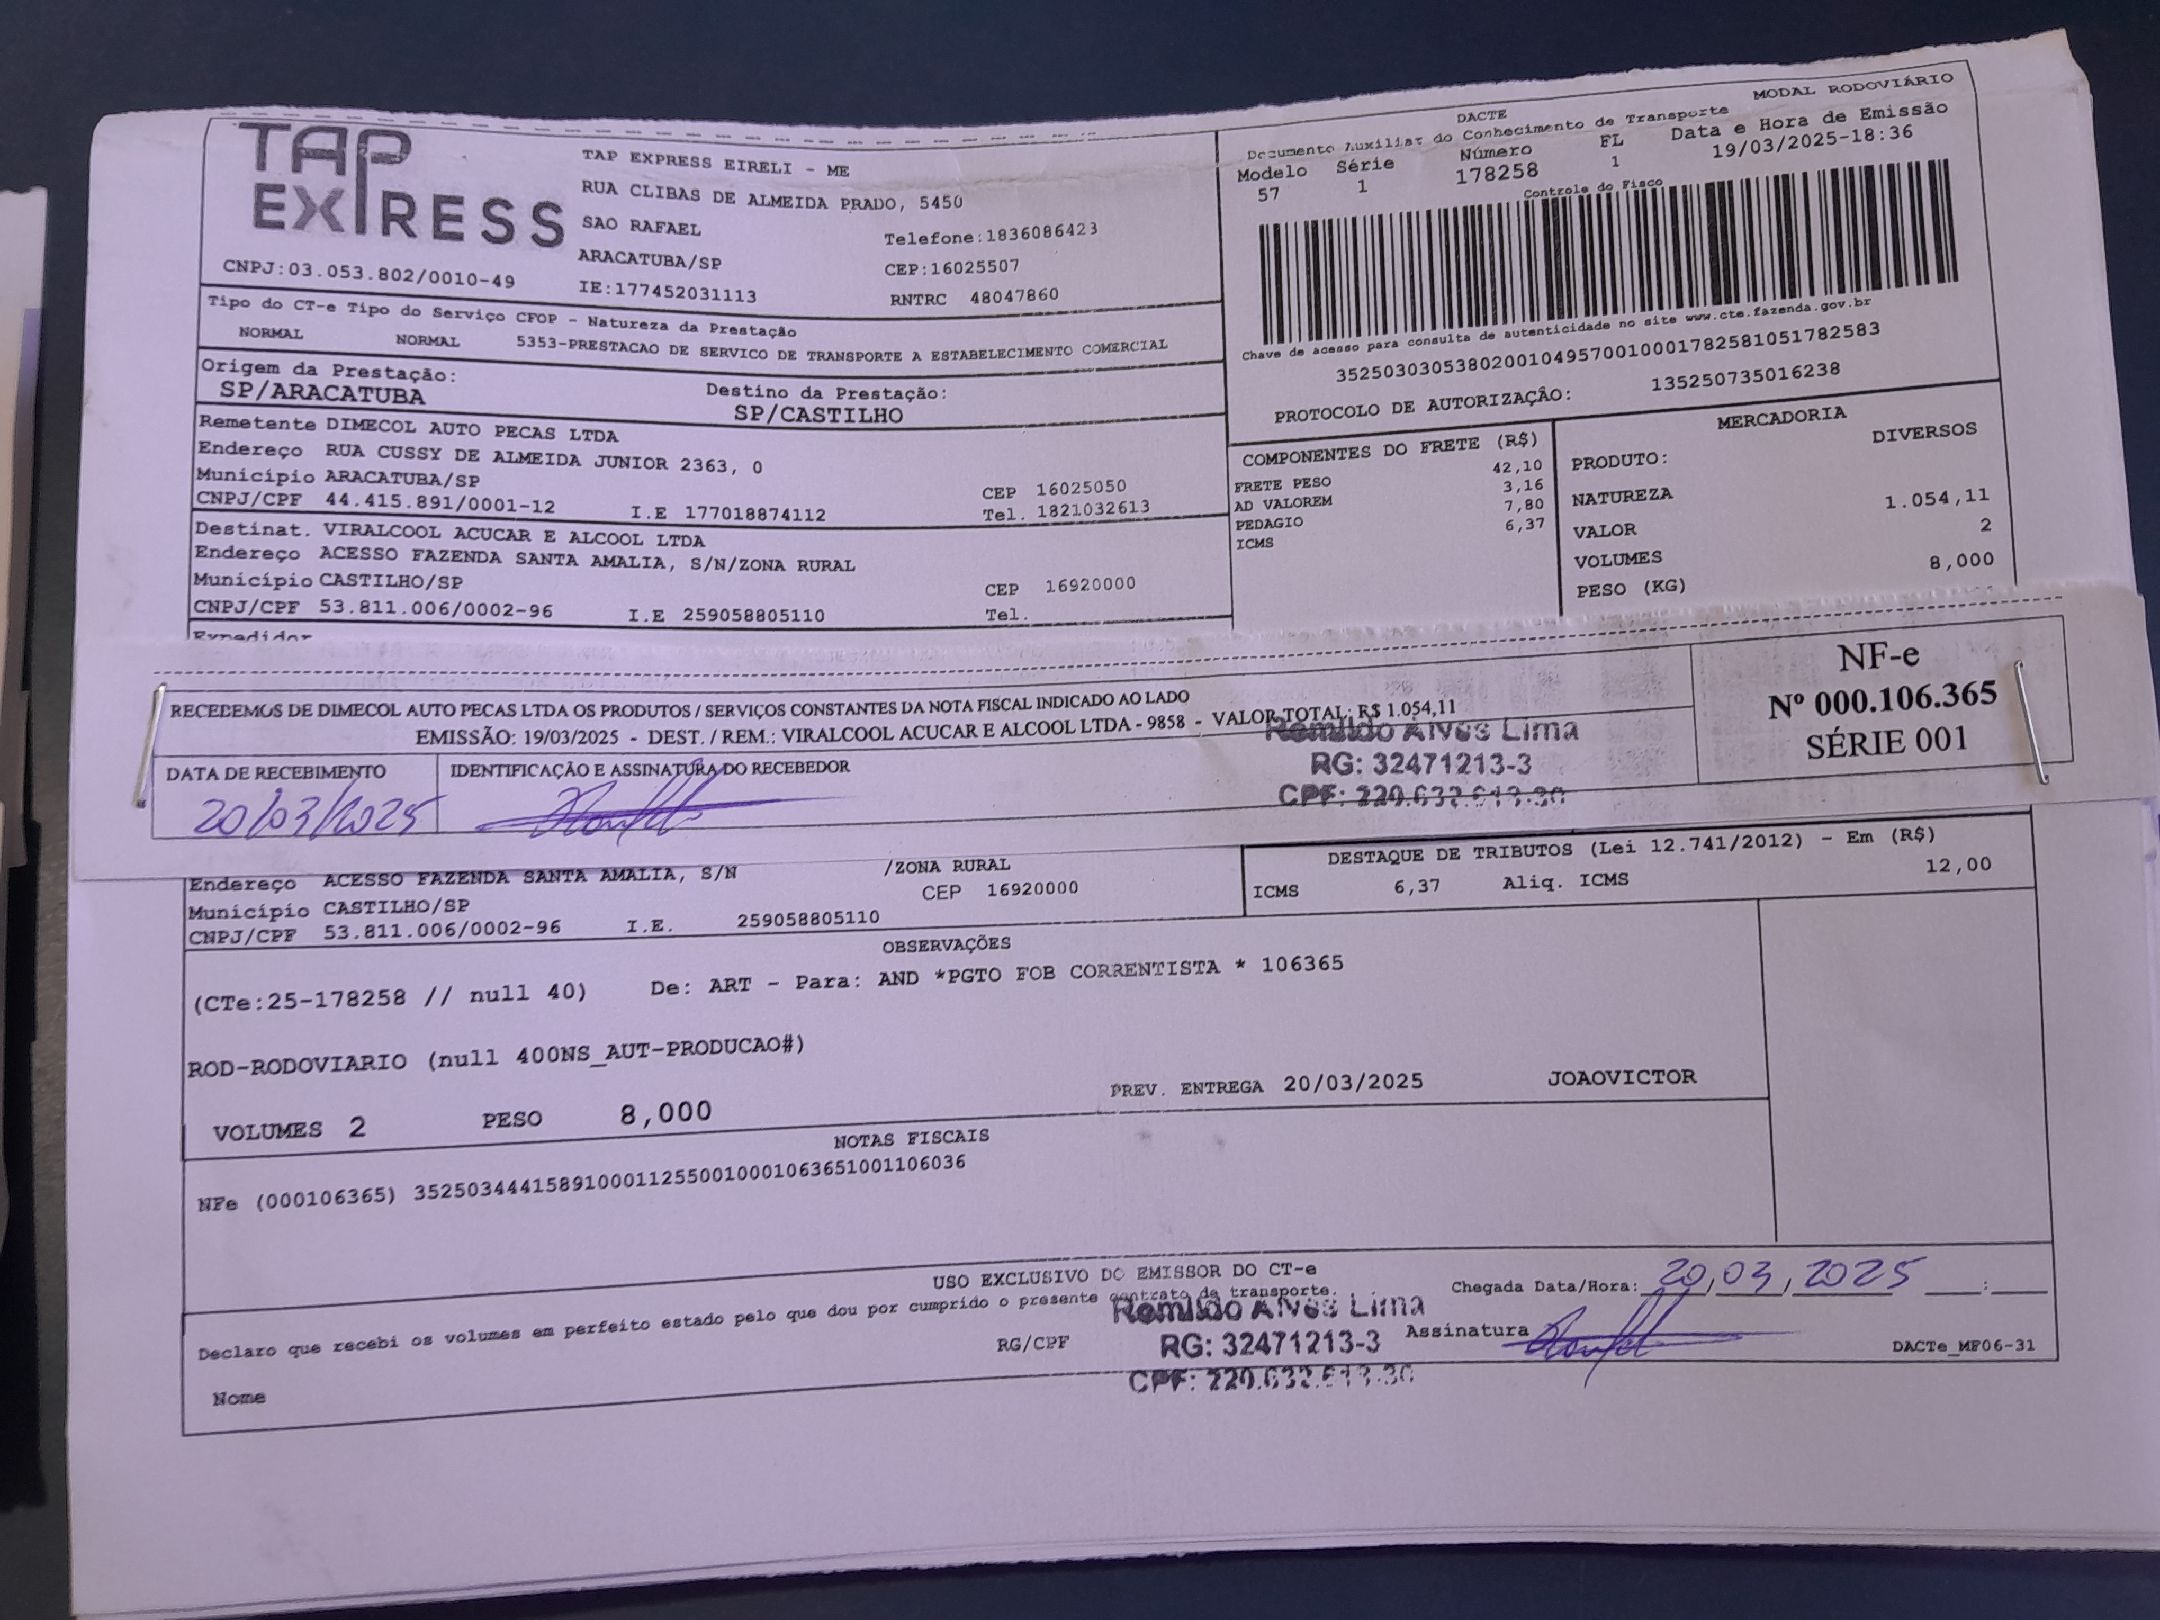 TAP EXPRESS
TAP EXPRESS EIRELI - ME
RUA CLIBAS DE ALMEIDA PRADO, 5450
SAO RAFAEL
Telefone:1836086423
ARACATUBA/SP
CEP:16025507
CNPJ:03.053.802/0010-49
IE:177452031113
RNTRC 48047860
MODAL RODOVIÁRIO
DACTE
Documento Auxiliar do Conhecimento de Transporte
Modelo Série Número FL Data e Hora de Emissão
57 1 178258 1 19/03/2025-18:36
Controle do Fisco
Chave de acesso para consulta de autenticidade no site www.cte.fazenda.gov.br
35250303053802001049570010001782581051782583
PROTOCOLO DE AUTORIZAÇÂO: 135250735016238
Tipo do CT-e Tipo do Serviço CFOP - Natureza da Prestação
NORMAL NORMAL 5353-PRESTACAO DE SERVICO DE TRANSPORTE A ESTABELECIMENTO COMERCIAL
Origem da Prestação: Destino da Prestação:
SP/ARACATUBA SP/CASTILHO
Remetente DIMECOL AUTO PECAS LTDA
Endereço RUA CUSSY DE ALMEIDA JUNIOR 2363, 0
Município ARACATUBA/SP CEP 16025050
CNPJ/CPF 44.415.891/0001-12 I.E 177018874112 Tel. 1821032613
Destinat. VIRALCOOL ACUCAR E ALCOOL LTDA
Endereço ACESSO FAZENDA SANTA AMALIA, S/N/ZONA RURAL
Município CASTILHO/SP CEP 16920000
CNPJ/CPF 53.811.006/0002-96 I.E 259058805110 Tel.
Expedidor
COMPONENTES DO FRETE (R$)
FRETE PESO 42,10
AD VALOREM 3,16
PEDAGIO 7,80
ICMS 6,37
MERCADORIA
PRODUTO: DIVERSOS
NATUREZA
VALOR 1.054,11
VOLUMES 2
PESO (KG) 8,000
RECEBEMOS DE DIMECOL AUTO PECAS LTDA OS PRODUTOS / SERVIÇOS CONSTANTES DA NOTA FISCAL INDICADO AO LADO
EMISSÃO: 19/03/2025 - DEST. / REM.: VIRALCOOL ACUCAR E ALCOOL LTDA - 9858 - VALOR TOTAL: R$ 1.054,11
NF-e
Nº 000.106.365
SÉRIE 001
DATA DE RECEBIMENTO IDENTIFICAÇÃO E ASSINATURA DO RECEBEDOR
20/03/2025
Romildo Alves Lima
RG: 32471213-3
CPF:
Endereço ACESSO FAZENDA SANTA AMALIA, S/N /ZONA RURAL
Município CASTILHO/SP CEP 16920000
CNPJ/CPF 53.811.006/0002-96 I.E. 259058805110
DESTAQUE DE TRIBUTOS (Lei 12.741/2012) - Em (R$)
ICMS 6,37 Aliq. ICMS 12,00
OBSERVAÇÕES
(CTe:25-178258 // null 40) De: ART - Para: AND *PGTO FOB CORRENTISTA * 106365
ROD-RODOVIARIO (null 400NS_AUT-PRODUCAO#)
PREV. ENTREGA 20/03/2025 JOAOVICTOR
VOLUMES 2 PESO 8,000
NOTAS FISCAIS
NFe (000106365) 35250344415891000112550010001063651001106036
USO EXCLUSIVO DO EMISSOR DO CT-e
Declaro que recebi os volumes em perfeito estado pelo que dou por cumprido o presente contrato de transporte.
Chegada Data/Hora: 20/03/2025 :
Romildo Alves Lima
RG/CPF RG: 32471213-3 Assinatura
CPF:
DACTe_MF06-31
Nome